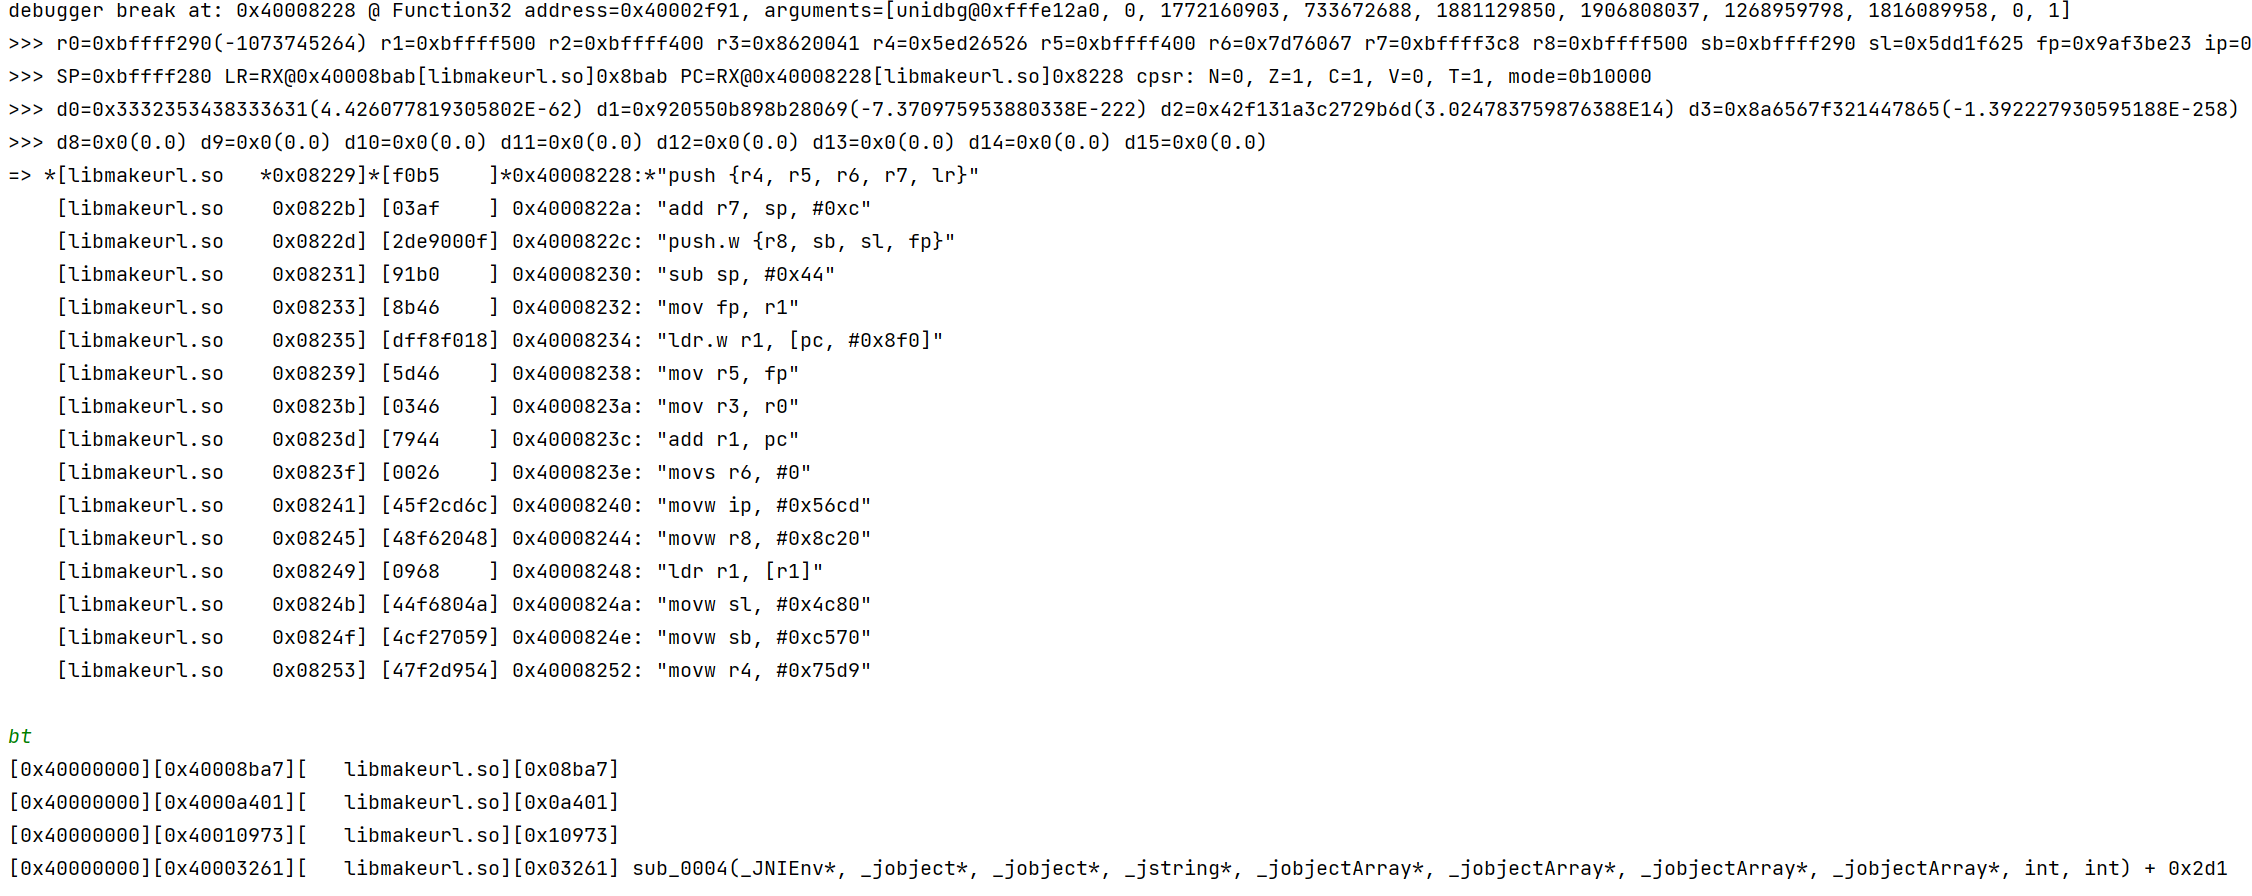 debugger break at: 0x40008228 @ Function32 address=0x40002f91, arguments=[unidbg@0xfffe12a0, 0, 1772160903, 733672688, 1881129850, 1906808037, 1268959798, 1816089958, 0, 1]
>>> r0=0xbffff290(-1073745264) r1=0xbffff500 r2=0xbffff400 r3=0x8620041 r4=0x5ed26526 r5=0xbffff400 r6=0x7d76067 r7=0xbffff3c8 r8=0xbffff500 sb=0xbffff290 sl=0x5dd1f625 fp=0x9af3be23 ip=0
>>> SP=0xbffff280 LR=RX@0x40008bab[libmakeurl.so]0x8bab PC=RX@0x40008228[libmakeurl.so]0x8228 cpsr: N=0, Z=1, C=1, V=0, T=1, mode=0b10000
>>> d0=0x3332353438333631(4.426077819305802E-62) d1=0x920550b898b28069(-7.370975953880338E-222) d2=0x42f131a3c2729b6d(3.024783759876388E14) d3=0x8a6567f321447865(-1.392227930595188E-258)
>>> d8=0x0(0.0) d9=0x0(0.0) d10=0x0(0.0) d11=0x0(0.0) d12=0x0(0.0) d13=0x0(0.0) d14=0x0(0.0) d15=0x0(0.0)
=> *[libmakeurl.so   *0x08229]*[f0b5    ]*0x40008228:*"push {r4, r5, r6, r7, lr}"
    [libmakeurl.so    0x0822b] [03af    ] 0x4000822a: "add r7, sp, #0xc"
    [libmakeurl.so    0x0822d] [2de9000f] 0x4000822c: "push.w {r8, sb, sl, fp}"
    [libmakeurl.so    0x08231] [91b0    ] 0x40008230: "sub sp, #0x44"
    [libmakeurl.so    0x08233] [8b46    ] 0x40008232: "mov fp, r1"
    [libmakeurl.so    0x08235] [dff8f018] 0x40008234: "ldr.w r1, [pc, #0x8f0]"
    [libmakeurl.so    0x08239] [5d46    ] 0x40008238: "mov r5, fp"
    [libmakeurl.so    0x0823b] [0346    ] 0x4000823a: "mov r3, r0"
    [libmakeurl.so    0x0823d] [7944    ] 0x4000823c: "add r1, pc"
    [libmakeurl.so    0x0823f] [0026    ] 0x4000823e: "movs r6, #0"
    [libmakeurl.so    0x08241] [45f2cd6c] 0x40008240: "movw ip, #0x56cd"
    [libmakeurl.so    0x08245] [48f62048] 0x40008244: "movw r8, #0x8c20"
    [libmakeurl.so    0x08249] [0968    ] 0x40008248: "ldr r1, [r1]"
    [libmakeurl.so    0x0824b] [44f6804a] 0x4000824a: "movw sl, #0x4c80"
    [libmakeurl.so    0x0824f] [4cf27059] 0x4000824e: "movw sb, #0xc570"
    [libmakeurl.so    0x08253] [47f2d954] 0x40008252: "movw r4, #0x75d9"
bt
[0x40000000][0x40008ba7][   libmakeurl.so][0x08ba7]
[0x40000000][0x4000a401][   libmakeurl.so][0x0a401]
[0x40000000][0x40010973][   libmakeurl.so][0x10973]
[0x40000000][0x40003261][   libmakeurl.so][0x03261] sub_0004(_JNIEnv*, _jobject*, _jobject*, _jstring*, _jobjectArray*, _jobjectArray*, _jobjectArray*, _jobjectArray*, int, int) + 0x2d1